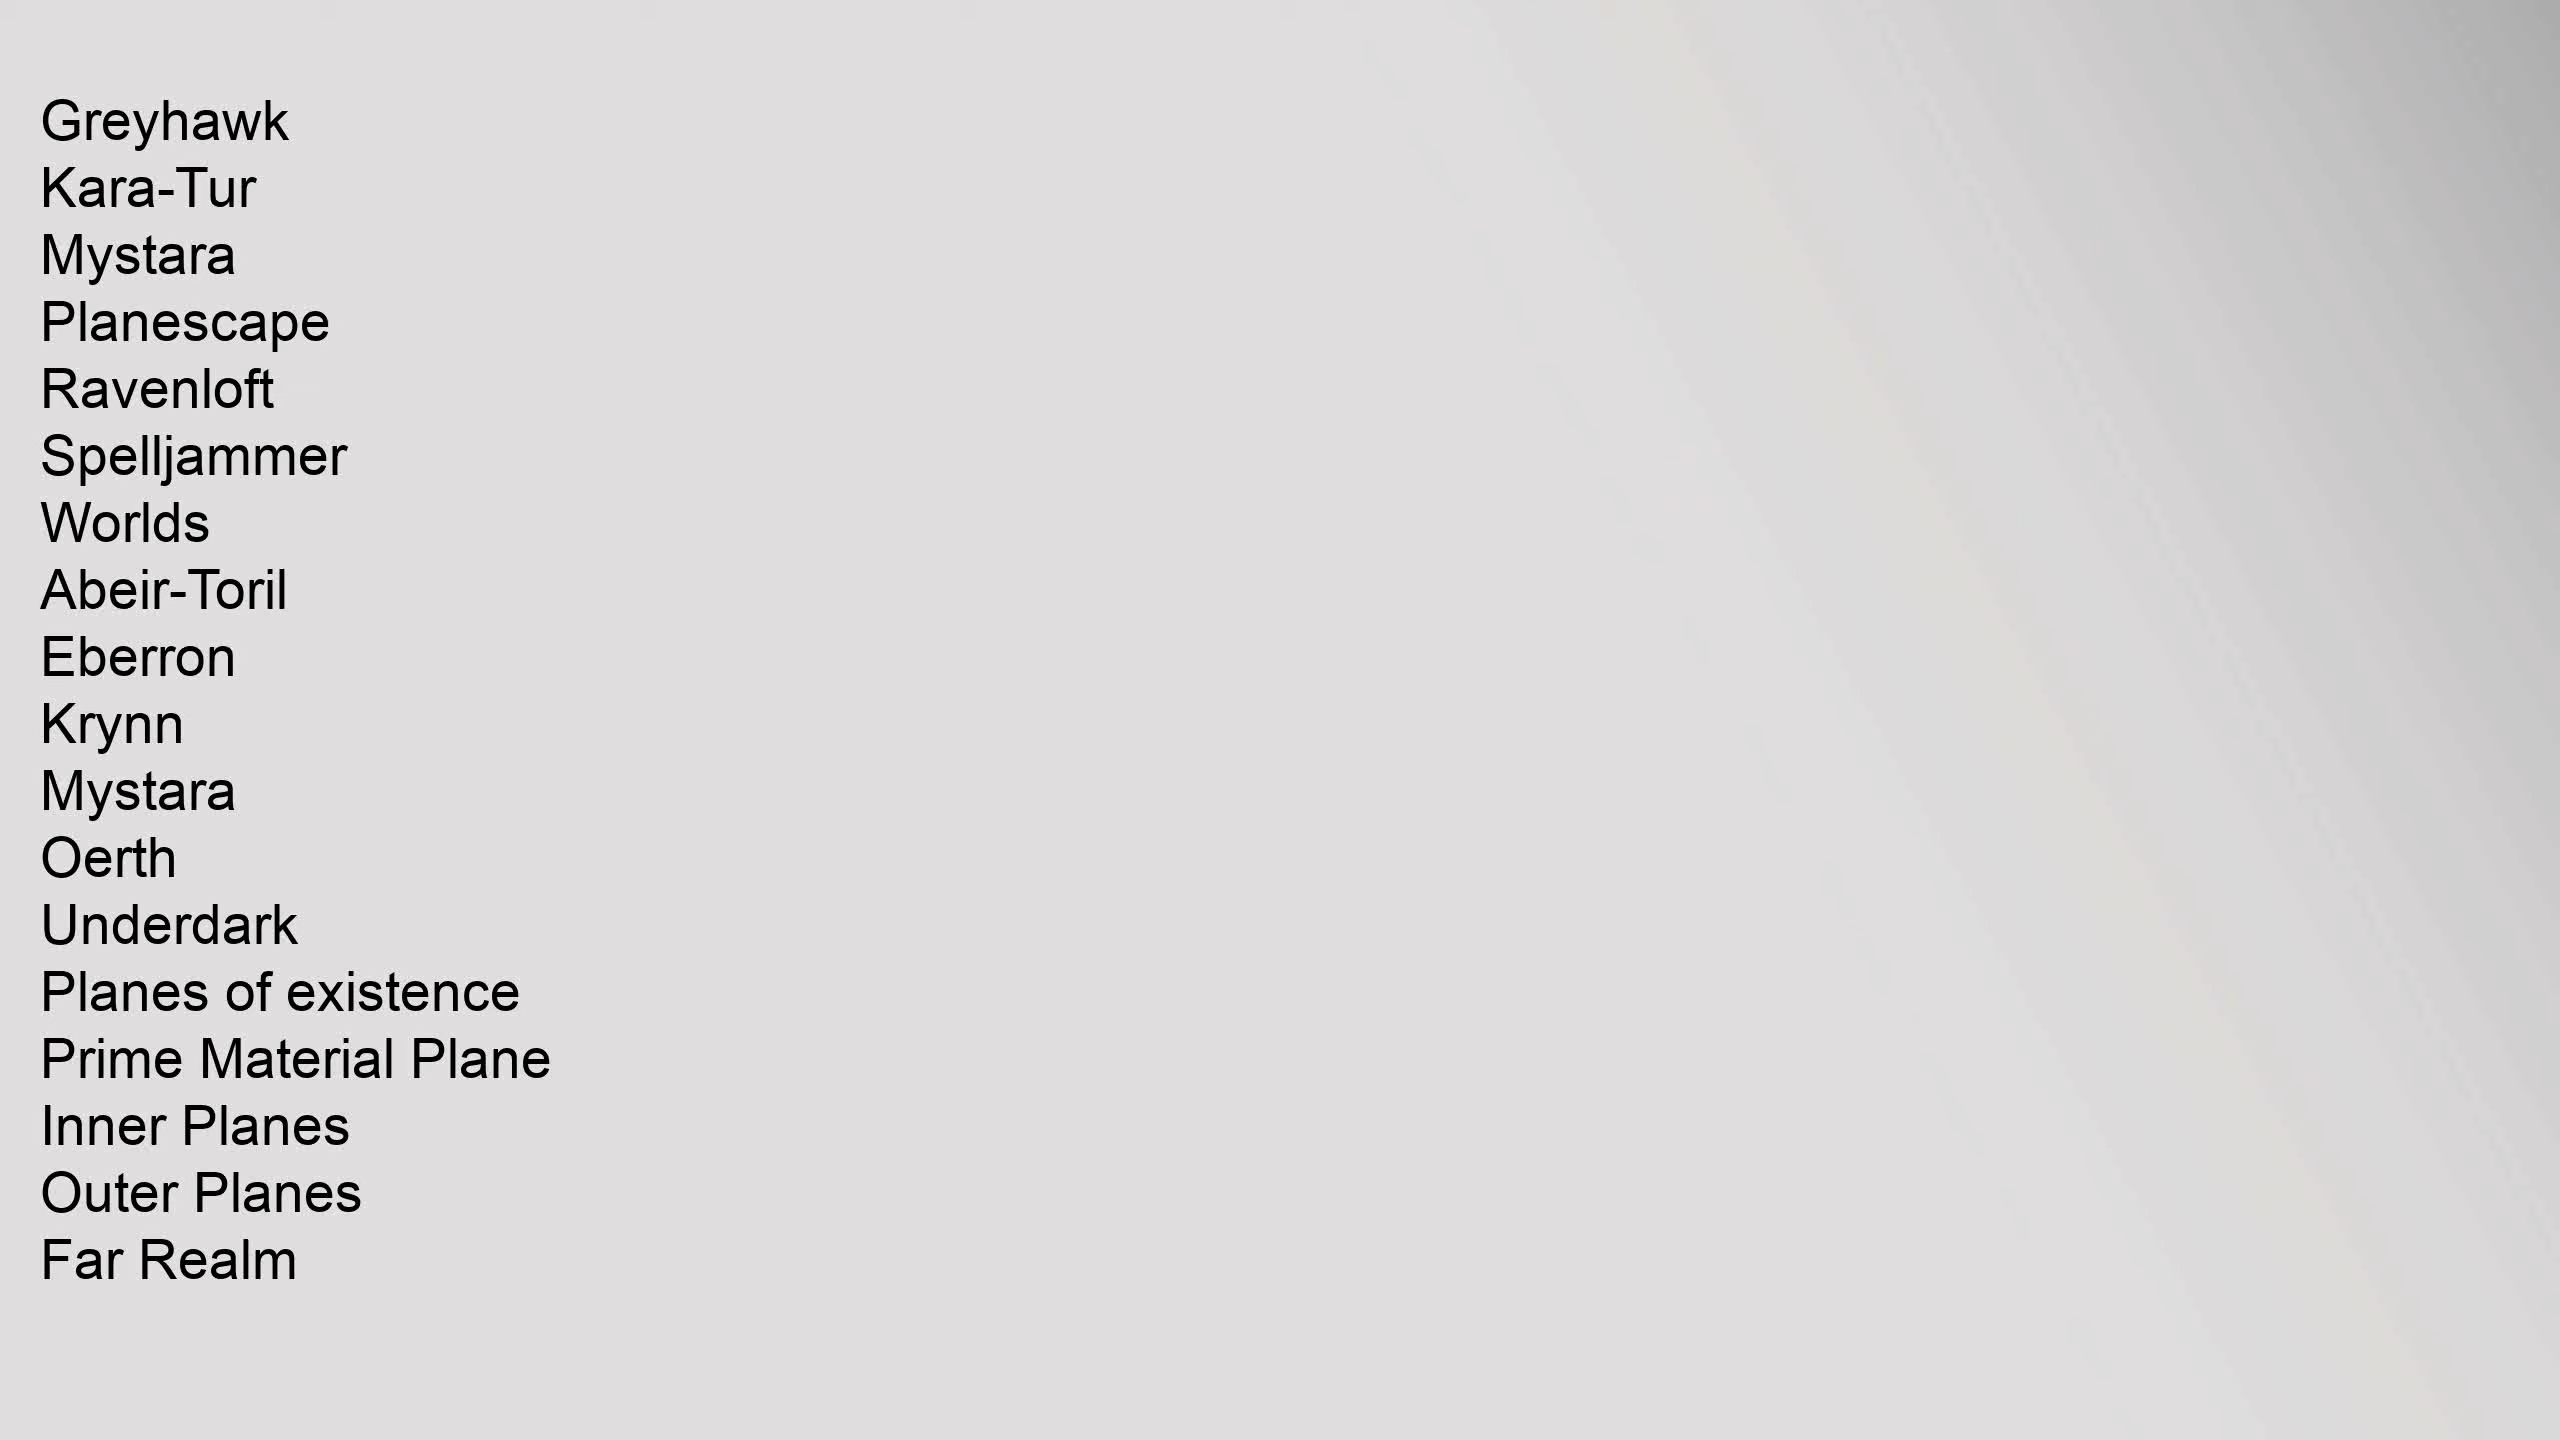 Greyhawk
Kara-Tur
Mystara
Planescape
Ravenloft
Spelljammer
Worlds
Abeir-Toril
Eberron
Krynn
Mystara
Oerth
Underdark
Planes of existence
Prime Material Plane
Inner Planes
Outer Planes
Far Realm